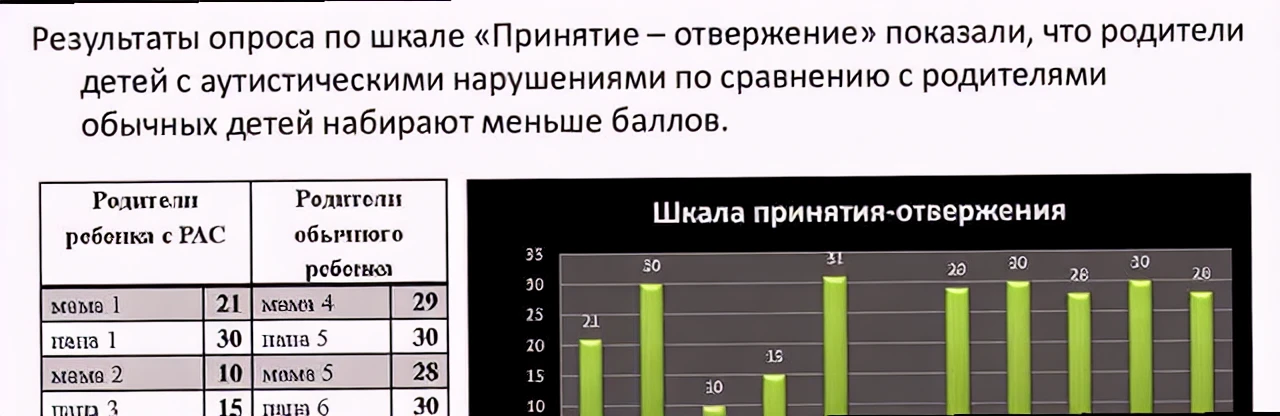 Результаты опроса по шкале «Принятие – отвержение» показали, что родители
детей с аутистическими нарушениями по сравнению с родителями
обычных детей набирают меньше баллов.
Родители
ребенка с РАС
Родители
обычного
ребенка
мама 1 21 мама 4 29
папа 1 30 папа 5 30
мама 2 10 мама 5 28
папа 3 15 папа 6 30
Шкала принятия-отвержения
35
30
25
20
15
10
21
30
10
15
31
29
30
28
30
28